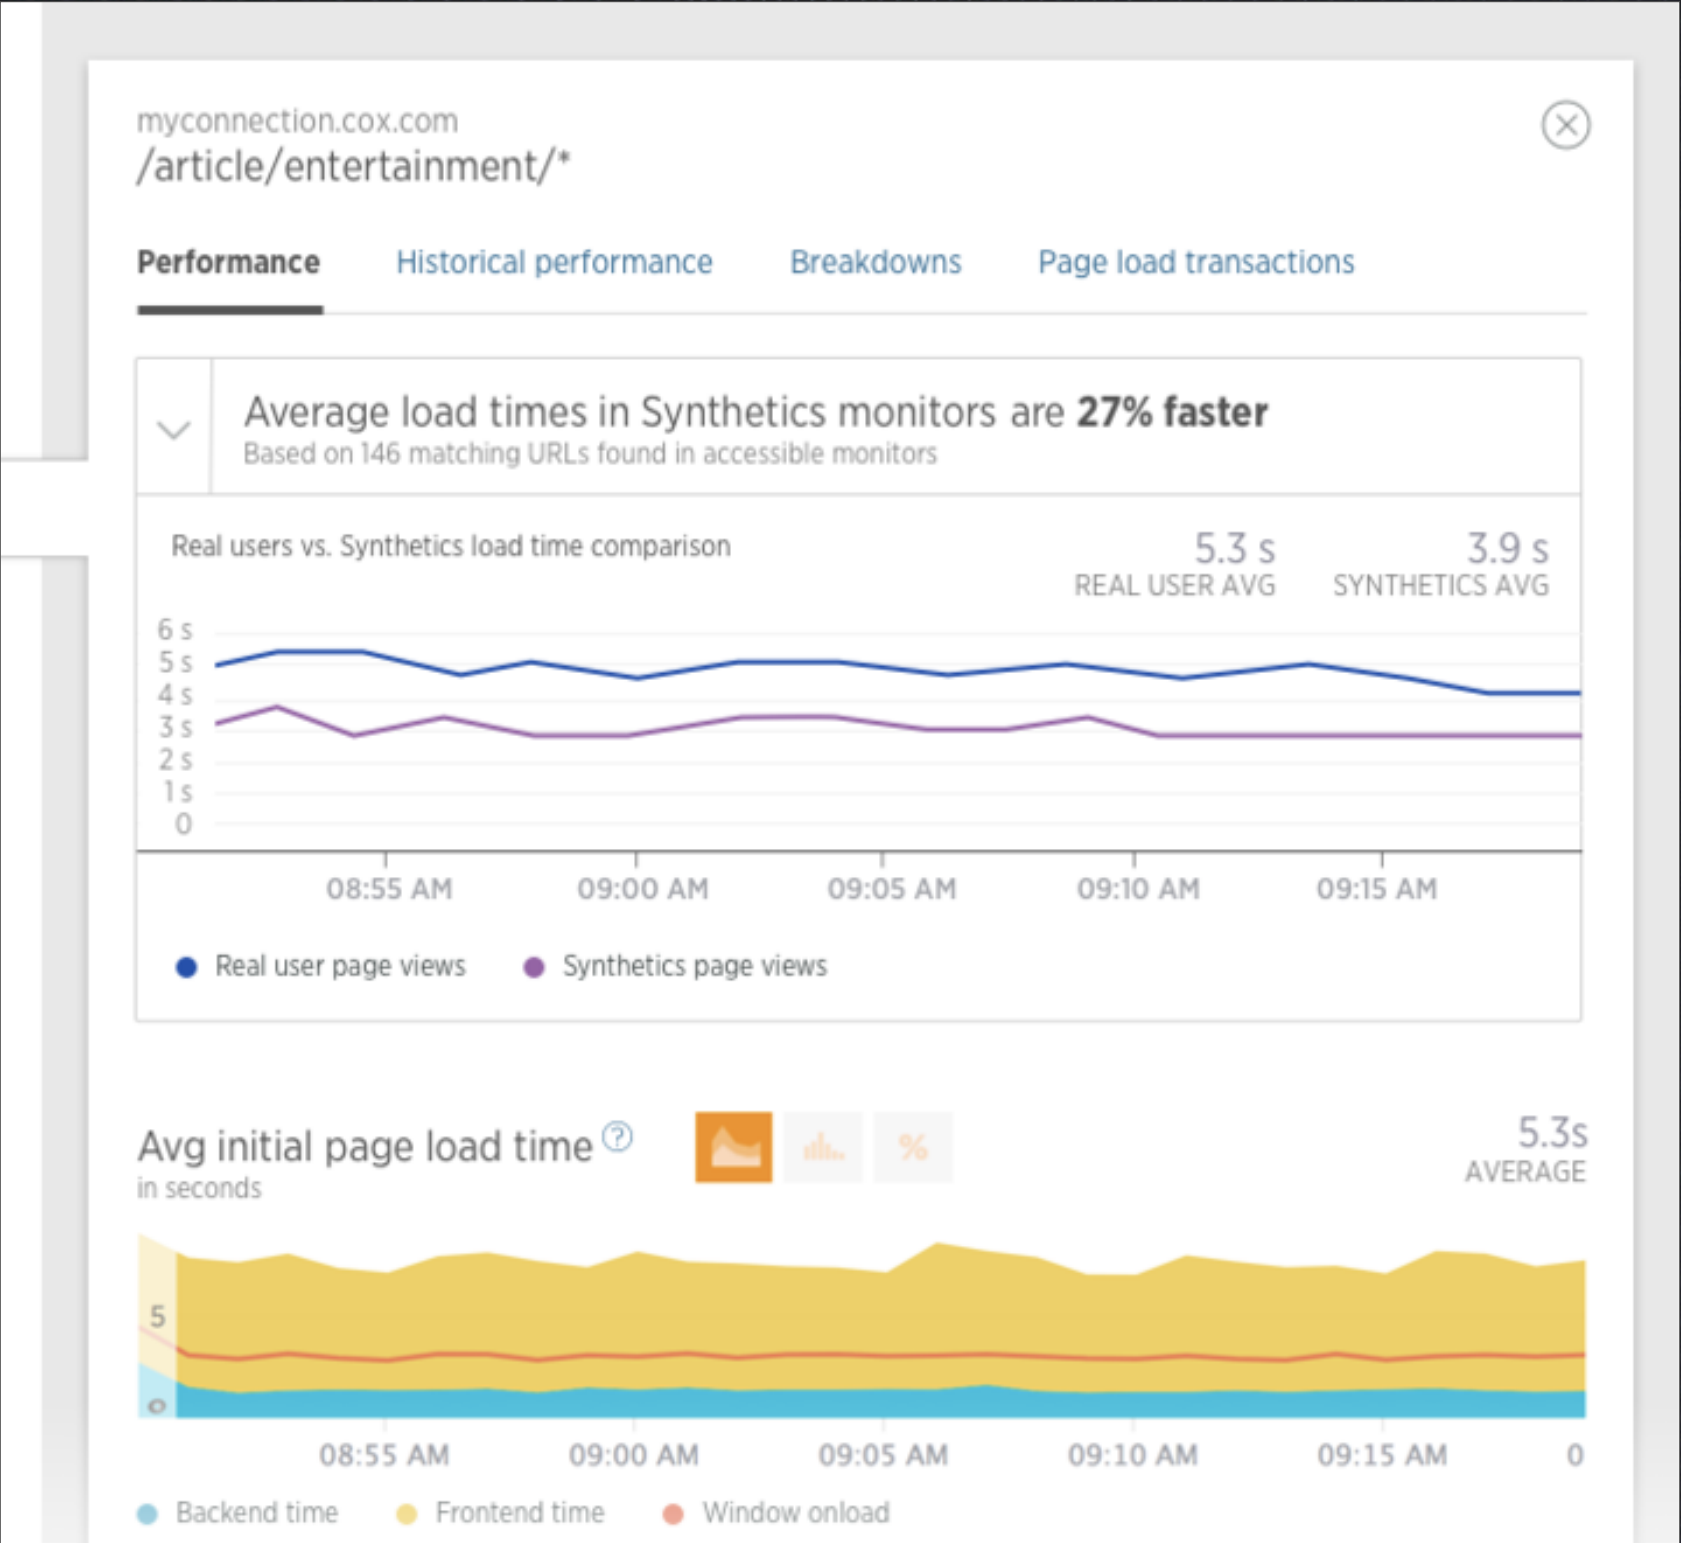 myconnection.cox.com
/article/entertainment/*
Performance Historical performance Breakdowns Page load transactions
Average load times in Synthetics monitors are 27% faster
Based on 146 matching URLs found in accessible monitors
Real users vs. Synthetics load time comparison
5.3 s 3.9 s
REAL USER AVG SYNTHETICS AVG
6 s
5 s
4 s
3 s
2 s
1 s
0
08:55 AM 09:00 AM 09:05 AM 09:10 AM 09:15 AM
Real user page views Synthetics page views
Avg initial page load time ? % 5.3s
in seconds AVERAGE
5
0
08:55 AM 09:00 AM 09:05 AM 09:10 AM 09:15 AM 0
Backend time Frontend time Window onload